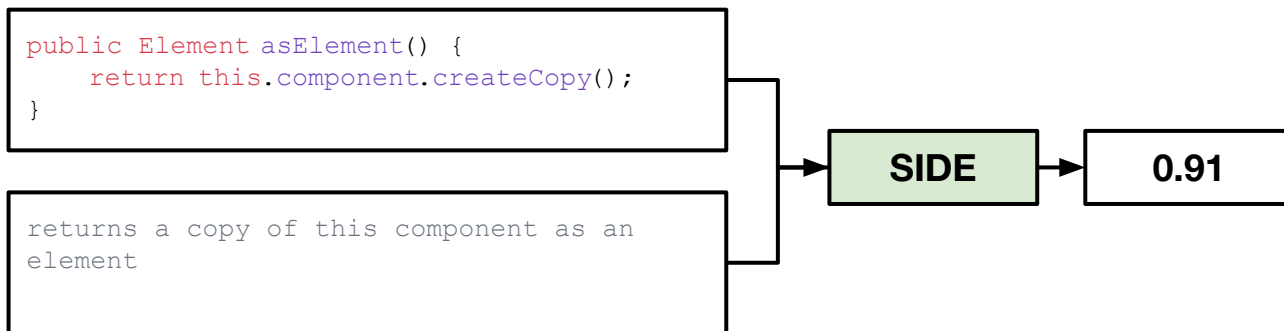 public Element asElement() {
    return this.component.createCopy();
}
SIDE
0.91
returns a copy of this component as an
element